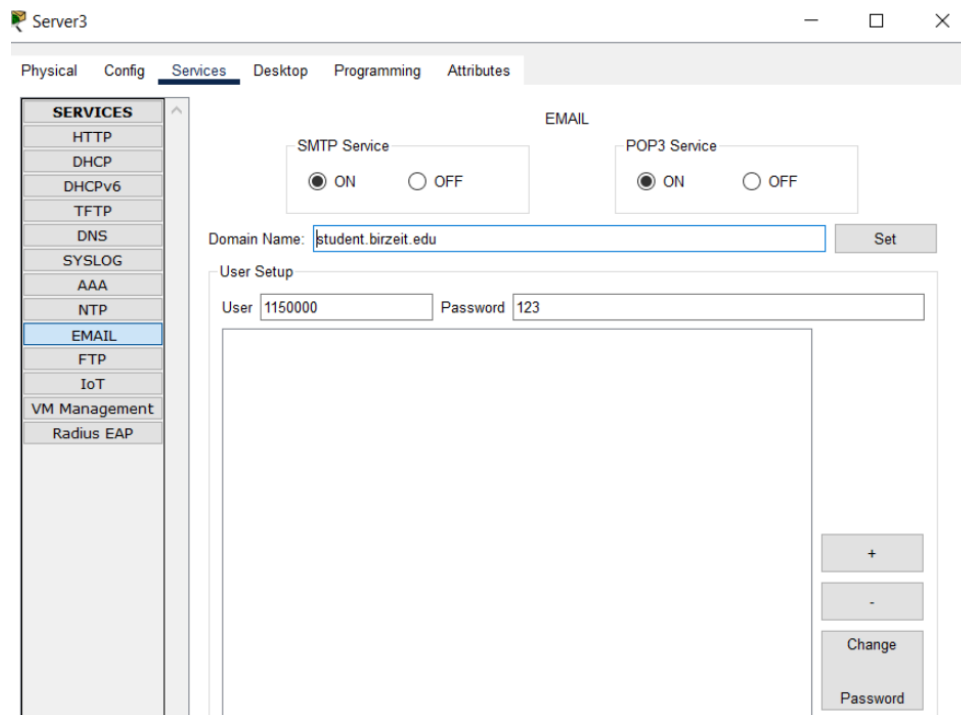 Server3
Physical Config Services Desktop Programming Attributes
SERVICES
HTTP
DHCP
DHCPv6
TFTP
DNS
SYSLOG
AAA
NTP
EMAIL
FTP
IoT
VM Management
Radius EAP
EMAIL
SMTP Service
ON OFF
POP3 Service
ON OFF
Domain Name: student.birzeit.edu Set
User Setup
User 1150000 Password 123
+
-
Change
Password